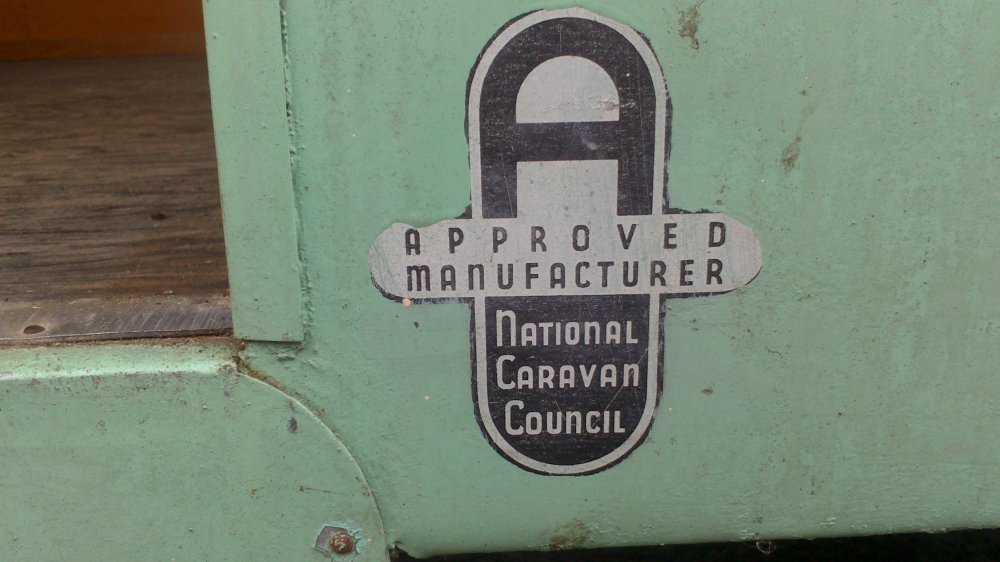 A
APPROVED
MANUFACTURER
NATIONAL
CARAVAN
COUNCIL